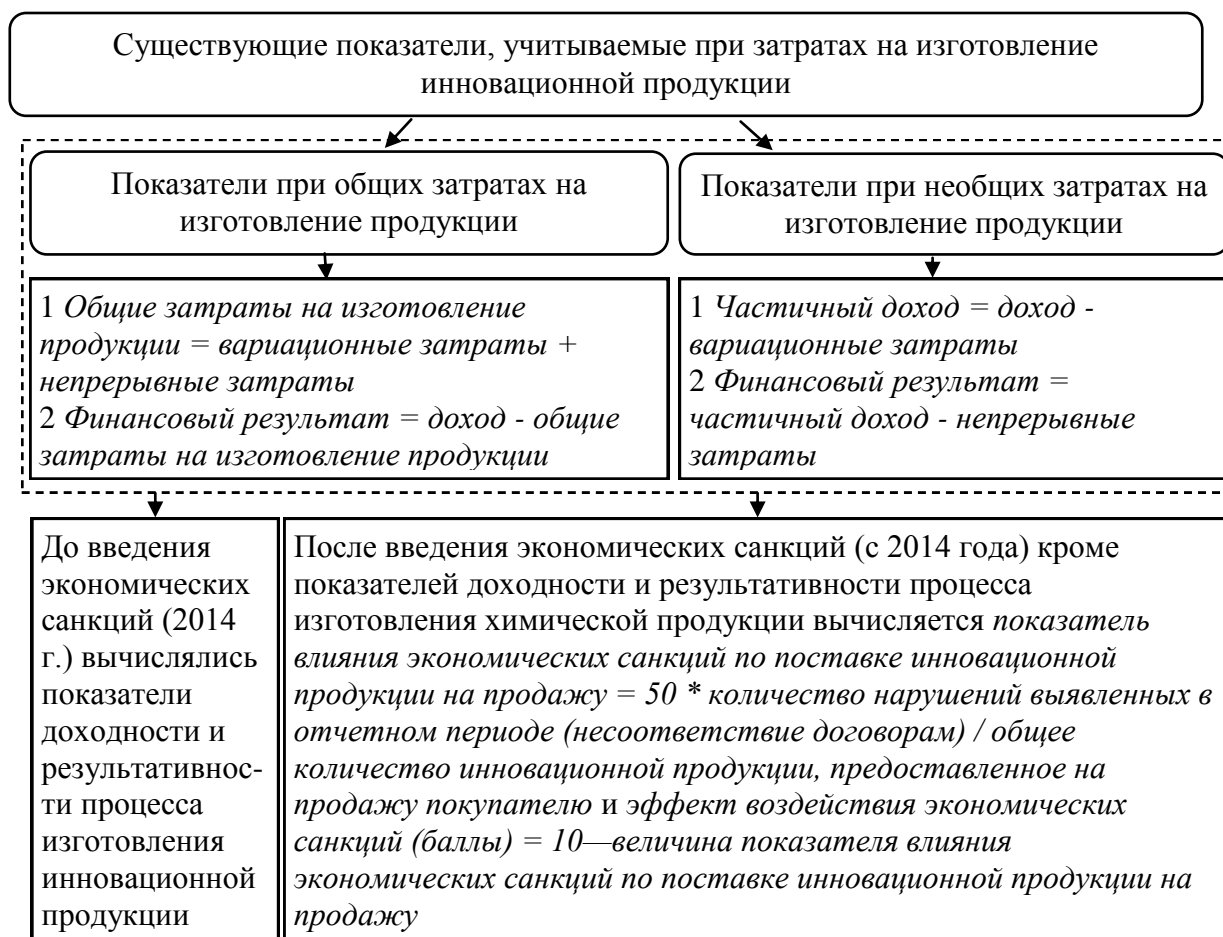 Существующие показатели, учитываемые при затратах на изготовление
инновационной продукции
Показатели при общих затратах на
изготовление продукции
Показатели при необщих затратах на
изготовление продукции
1 Общие затраты на изготовление
продукции = вариационные затраты +
непрерывные затраты
2 Финансовый результат = доход - общие
затраты на изготовление продукции
1 Частичный доход = доход -
вариационные затраты
2 Финансовый результат =
частичный доход - непрерывные
затраты
До введения
экономических
санкций (2014
г.) вычислялись
показатели
доходности и
результативнос-
ти процесса
изготовления
инновационной
продукции
После введения экономических санкций (с 2014 года) кроме
показателей доходности и результативности процесса
изготовления химической продукции вычисляется показатель
влияния экономических санкций по поставке инновационной
продукции на продажу = 50 * количество нарушений выявленных в
отчетном периоде (несоответствие договорам) / общее
количество инновационной продукции, предоставленное на
продажу покупателю и эффект воздействия экономических
санкций (баллы) = 10—величина показателя влияния
экономических санкций по поставке инновационной продукции на
продажу